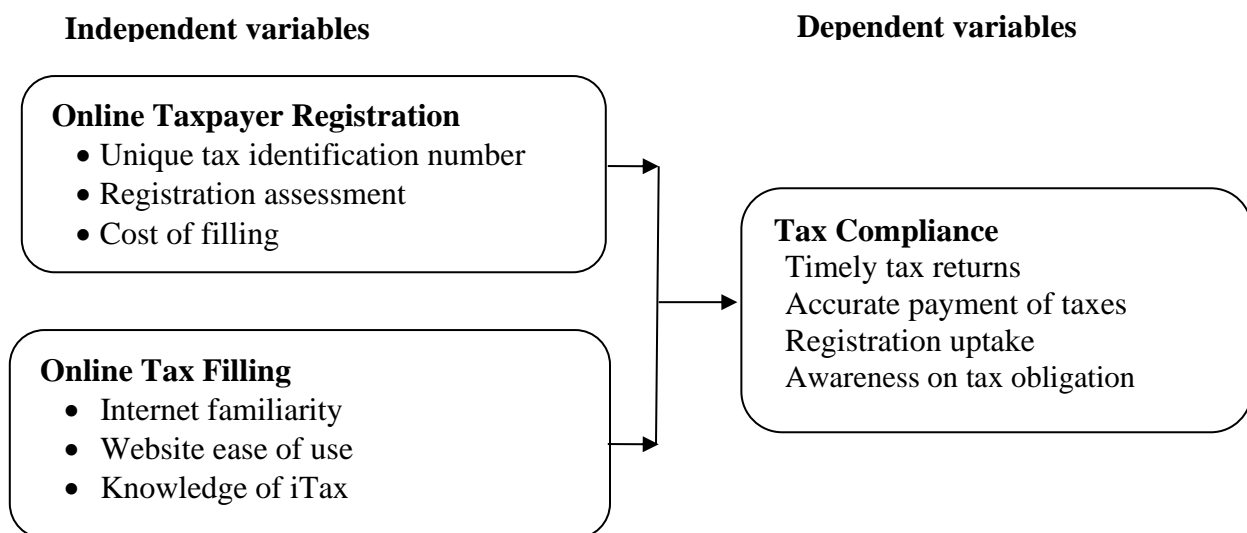 Independent variables
Dependent variables
Online Taxpayer Registration
• Unique tax identification number
• Registration assessment
• Cost of filling
Online Tax Filling
• Internet familiarity
• Website ease of use
• Knowledge of iTax
Tax Compliance
Timely tax returns
Accurate payment of taxes
Registration uptake
Awareness on tax obligation